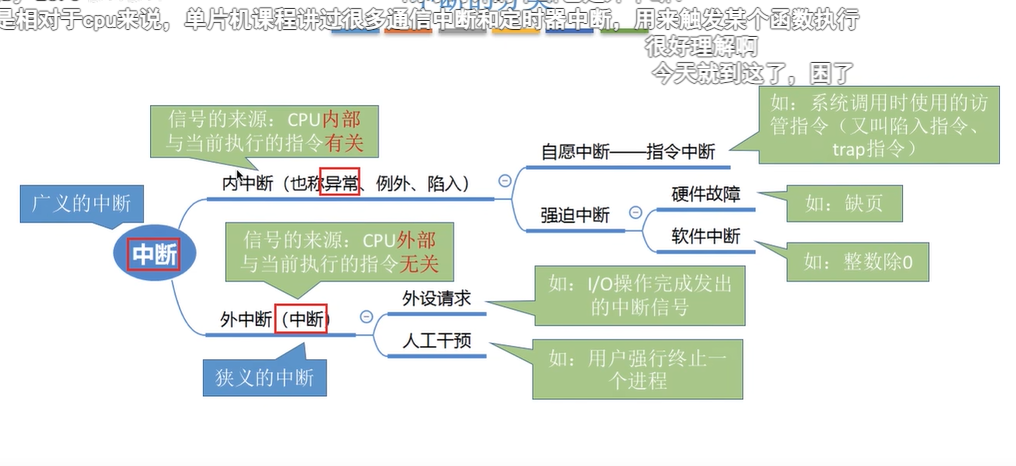 中断的分类
是相对于cpu来说，单片机课程讲过很多通信中断和定时器中断，用来触发某个函数执行
很好理解啊
今天就到这了，困了
如：系统调用时使用的访
管指令（又叫陷入指令、
trap指令）
信号的来源：CPU内部
与当前执行的指令有关
自愿中断——指令中断
内中断（也称异常、例外、陷入）
广义的中断
强迫中断
硬件故障
如：缺页
软件中断
如：整数除0
中断
信号的来源：CPU外部
与当前执行的指令无关
外中断（中断）
外设请求
如：I/O操作完成发出
的中断信号
人工干预
如：用户强行终止一
个进程
狭义的中断